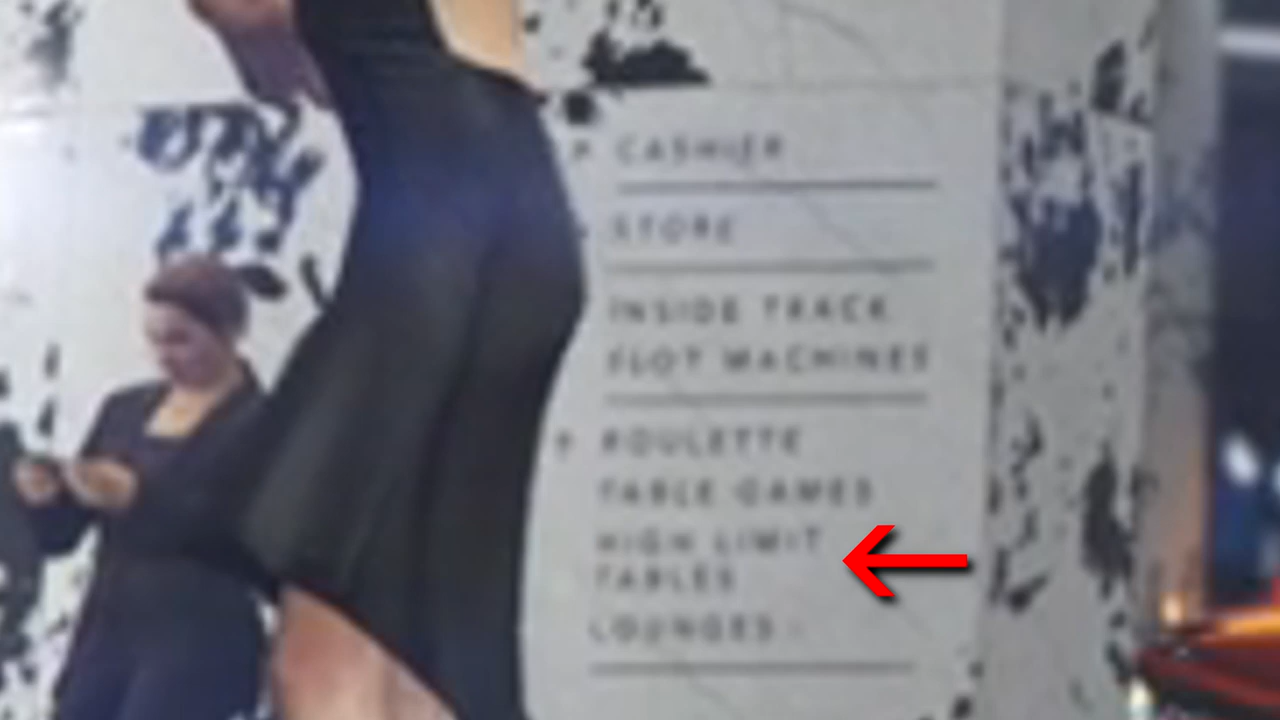 CASHIER
STORE
INSIDE TRACK
SLOT MACHINES
ROULETTE
TABLE GAMES
HIGH LIMIT
TABLES
LOUNGES